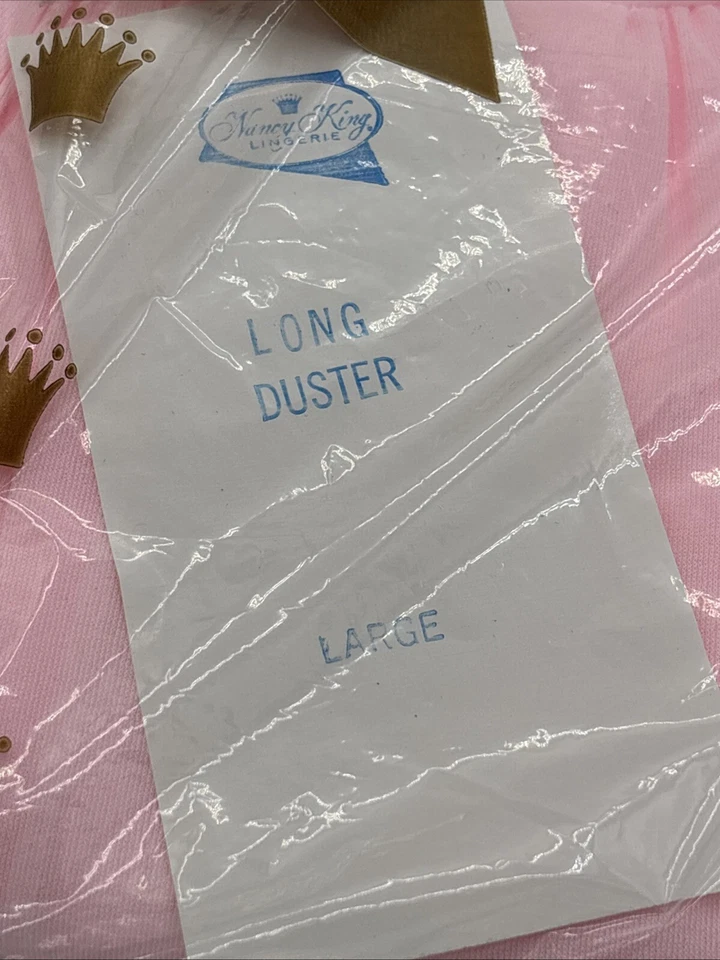 Nancy King
LINGERIE
LONG
DUSTER
LARGE